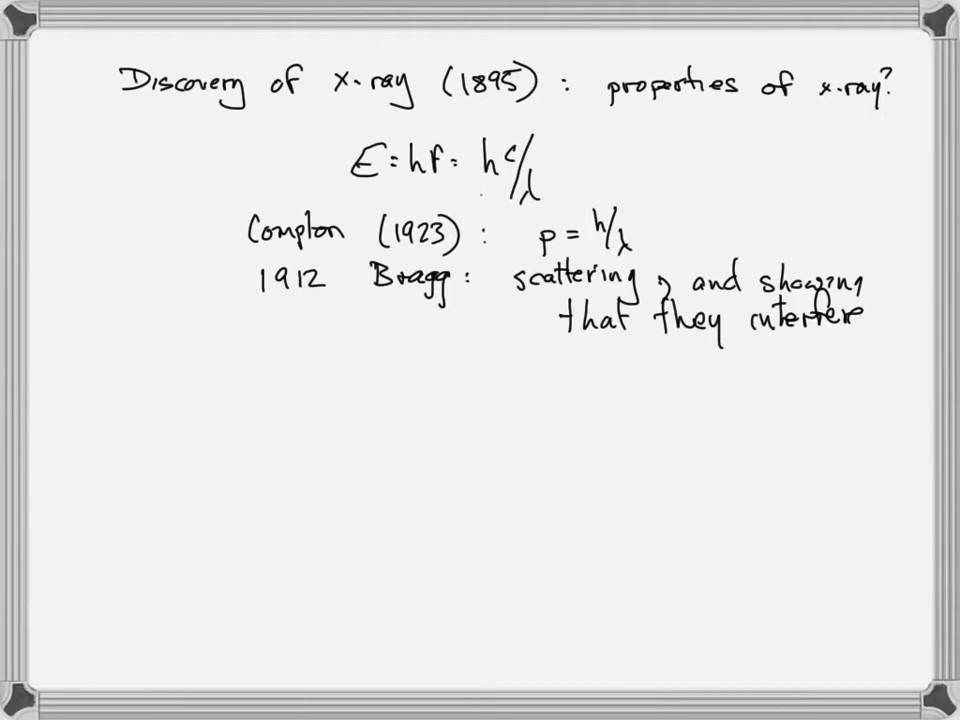 Discovery of x-ray (1895) : properties of x-ray?
E = hf = hc/λ
Compton (1923) : p = h/λ
1912 Bragg : scattering, and showing
that they interfere